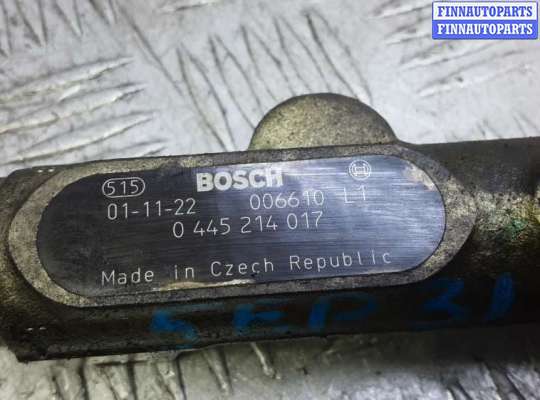 FINNAUTOPARTS
FINNAUTOPARTS
515 BOSCH
01-11-22 006610 L1
0 445 214 017
Made in Czech Republic